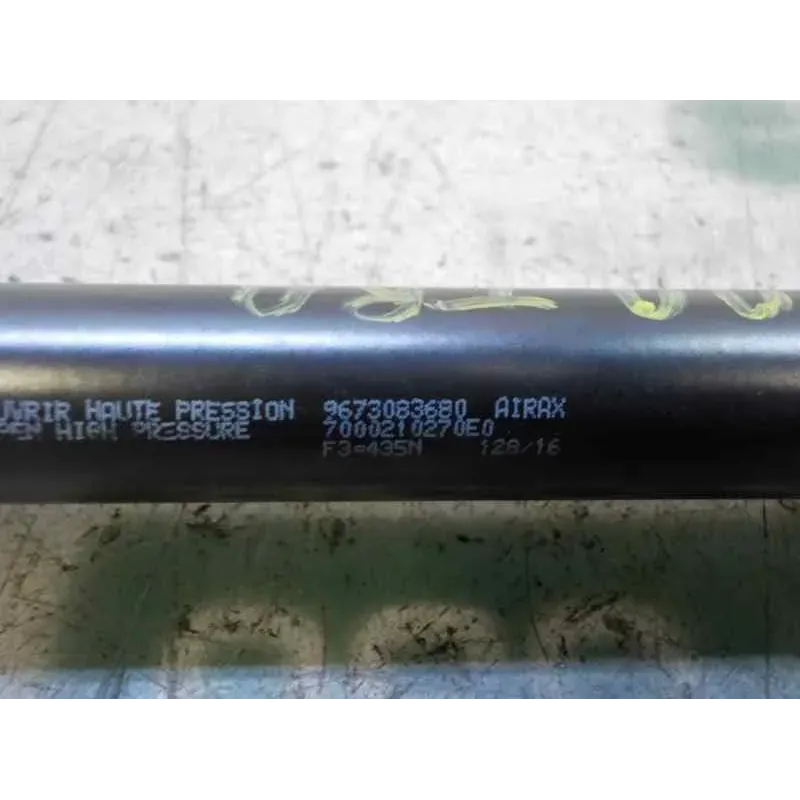 UVRIR HAUTE PRESSION 9673083680 AIRAX
PEN HIGH PRESSURE 7000210270E0
F3=435N 128/16